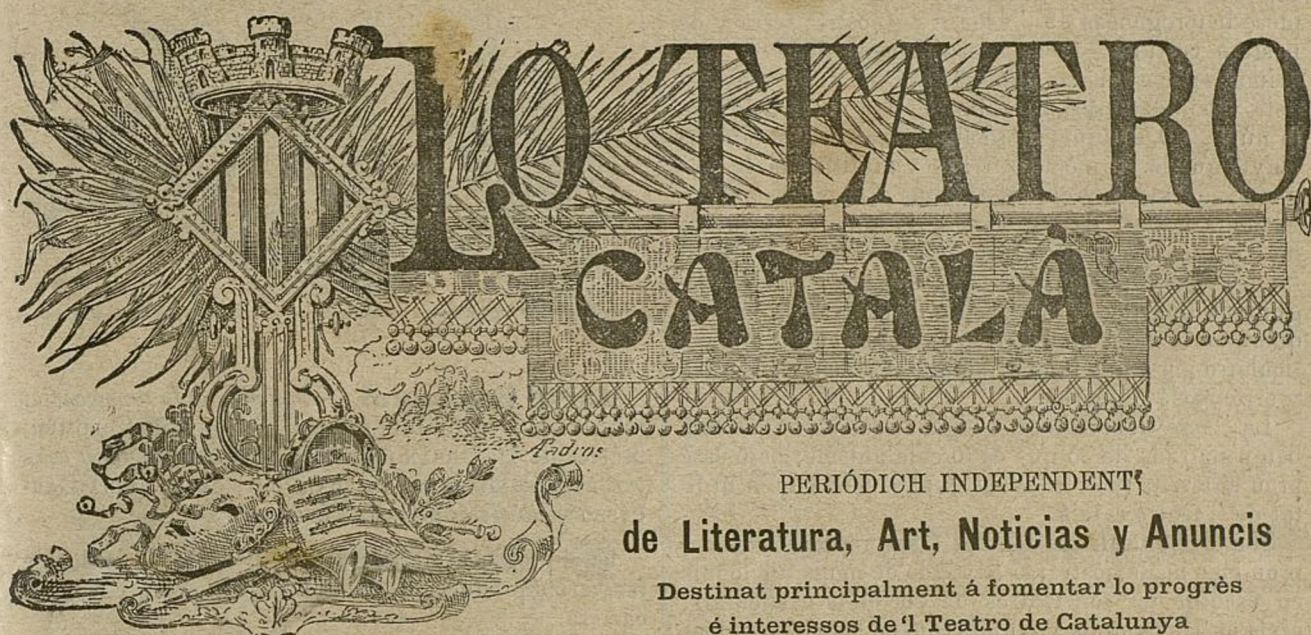 LO TEATRO
CATALÀ
Padros
PERIÓDICH INDEPENDENT
de Literatura, Art, Noticias y Anuncis
Destinat principalment á fomentar lo progrès
é interessos de'l Teatro de Catalunya